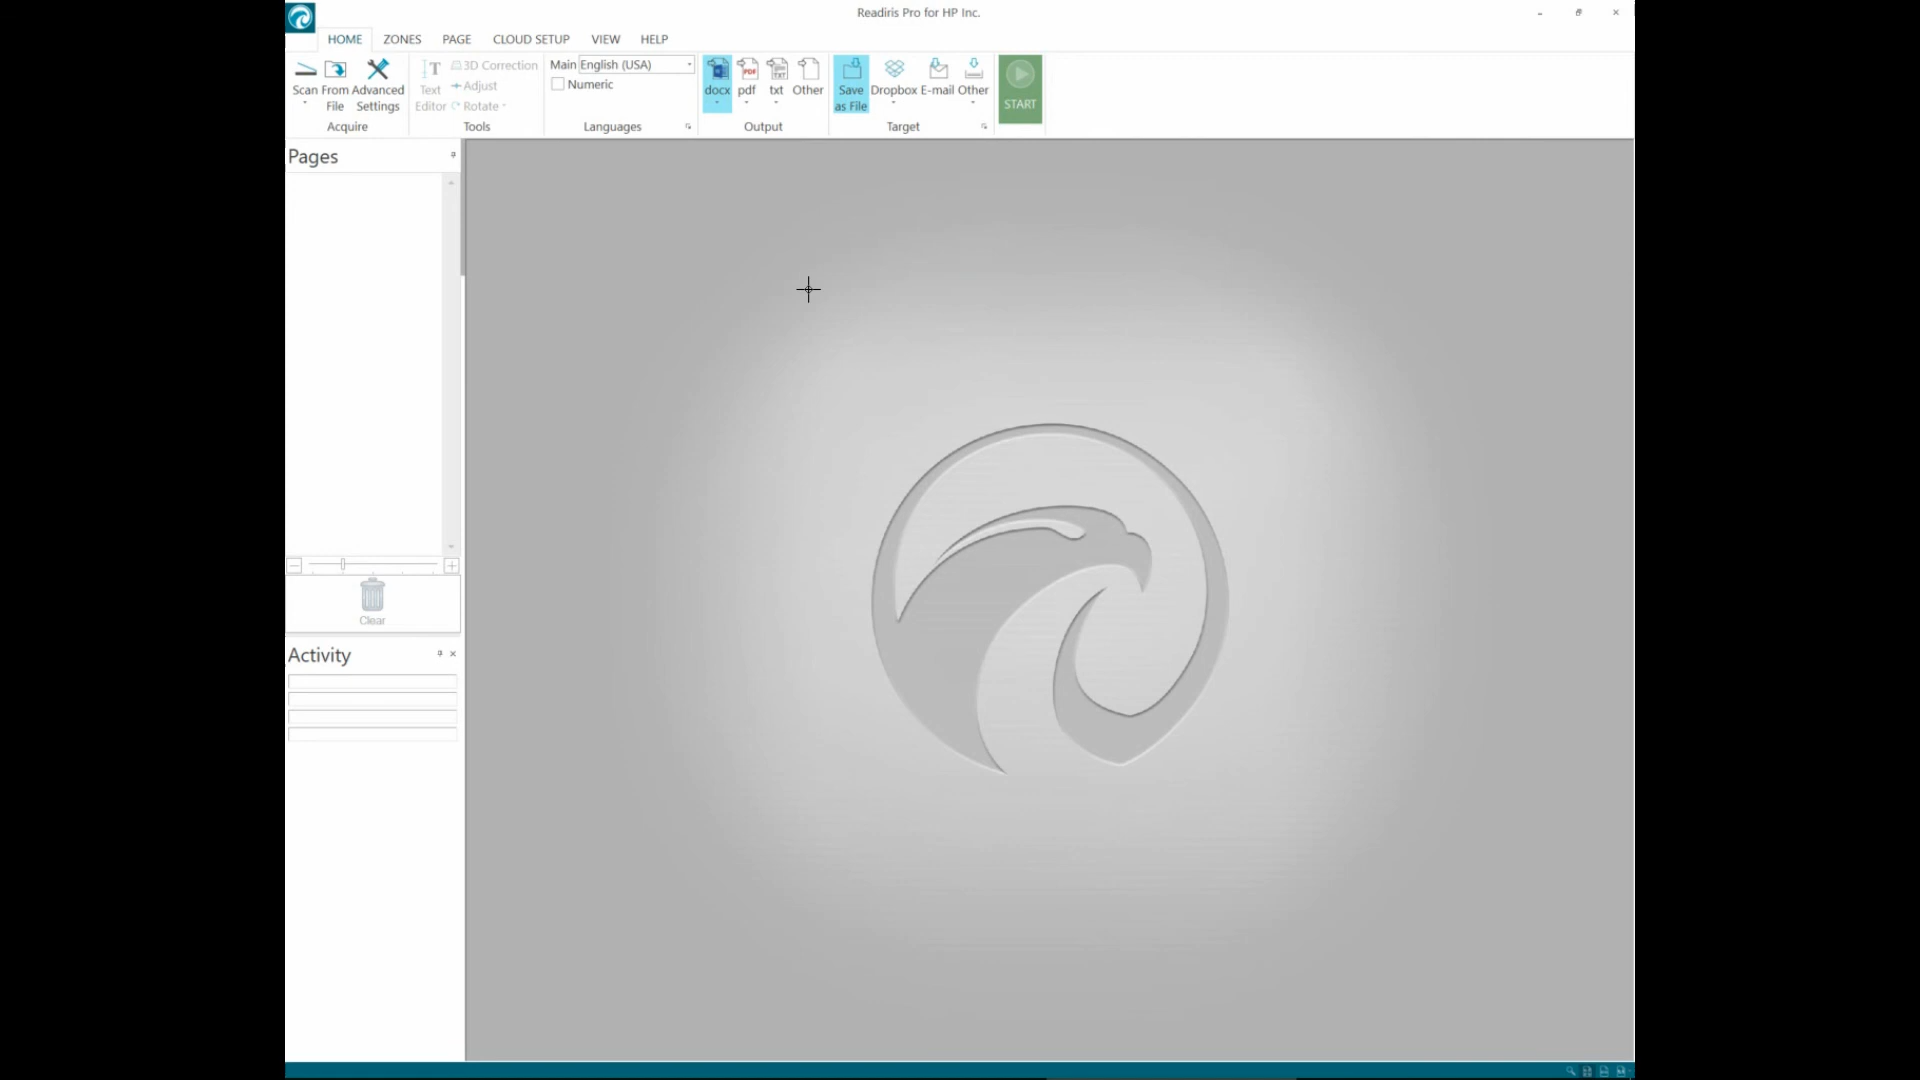 Readiris Pro for HP Inc.
HOME ZONES PAGE CLOUD SETUP VIEW HELP
Scan
From File
Advanced Settings
Acquire
Text Editor
3D Correction
Adjust
Rotate
Tools
Main English (USA)
Numeric
Languages
docx pdf txt Other
Output
Save as File
Dropbox E-mail Other
Target
START
Pages
Clear
Activity